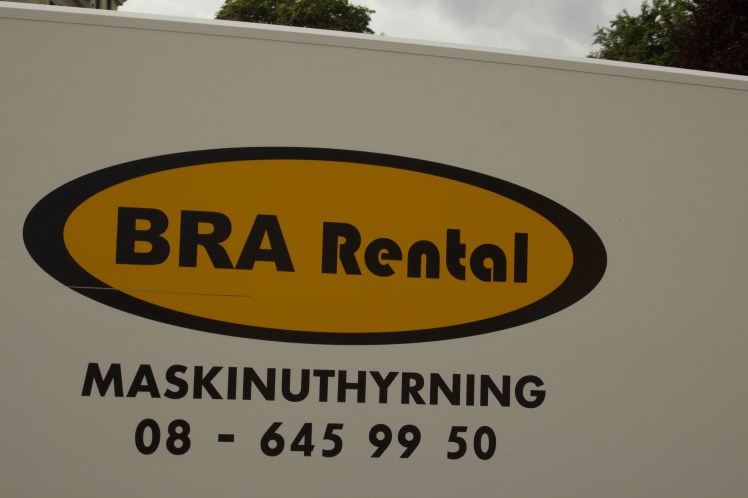 BRA Rental
MASKINUTHYRNING
08 - 645 99 50